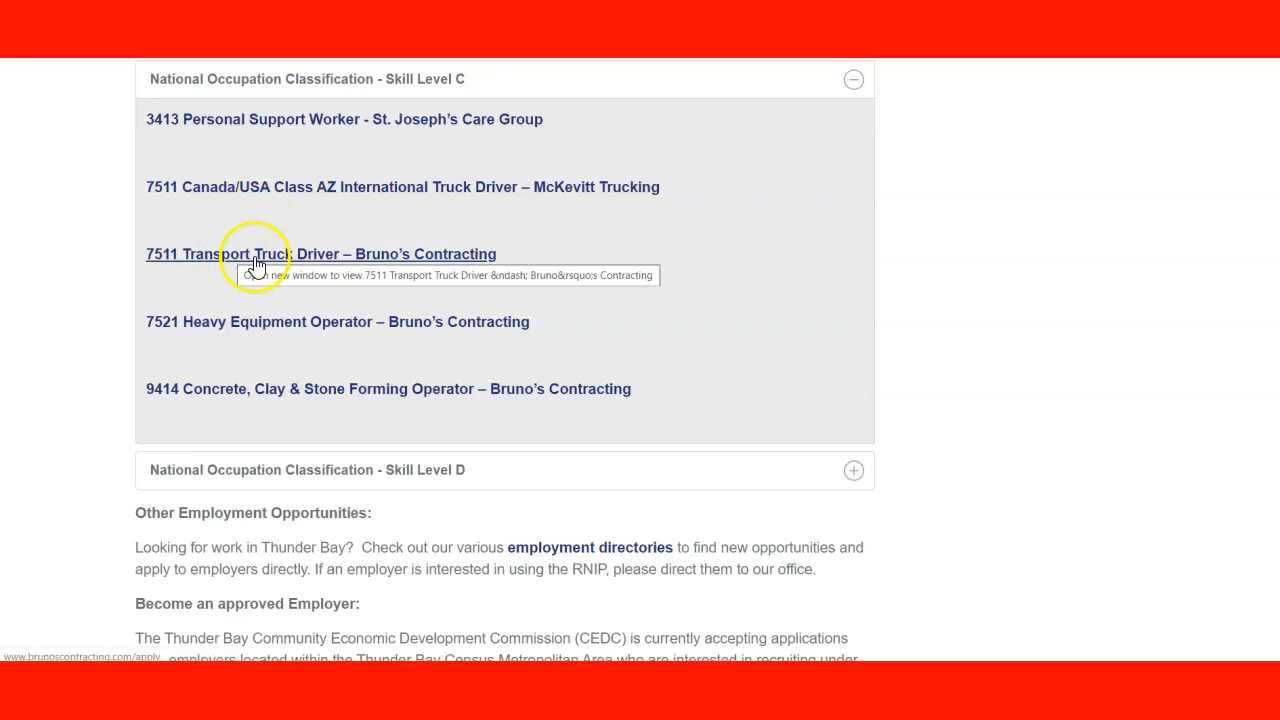 National Occupation Classification - Skill Level C
3413 Personal Support Worker - St. Joseph's Care Group
7511 Canada/USA Class AZ International Truck Driver – McKevitt Trucking
7511 Transport Truck Driver – Bruno's Contracting
new window to view 7511 Transport Truck Driver &ndash; Bruno&rsquo;s Contracting
7521 Heavy Equipment Operator – Bruno's Contracting
9414 Concrete, Clay & Stone Forming Operator – Bruno's Contracting
National Occupation Classification - Skill Level D
Other Employment Opportunities:
Looking for work in Thunder Bay? Check out our various employment directories to find new opportunities and
apply to employers directly. If an employer is interested in using the RNIP, please direct them to our office.
Become an approved Employer:
The Thunder Bay Community Economic Development Commission (CEDC) is currently accepting applications
employers located within the Thunder Bay Census Metropolitan Area who are interested in recruiting under
www.brunoscontracting.com/apply